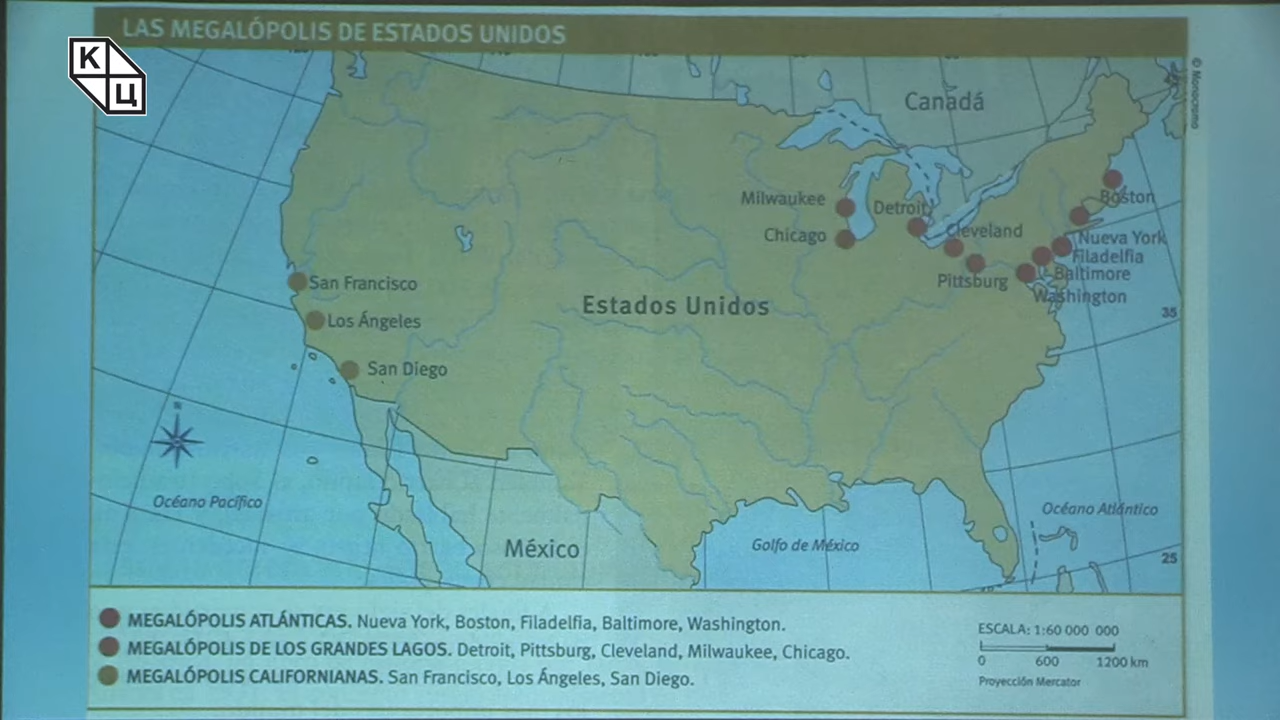 LAS MEGALÓPOLIS DE ESTADOS UNIDOS
К
Ц
© Monocromo
Canadá
Milwaukee
Detroit
Boston
Chicago
Cleveland
Nueva York
Filadelfia
Pittsburg
Baltimore
Washington
San Francisco
Estados Unidos
35
Los Ángeles
San Diego
N
Océano Pacífico
Océano Atlántico
México
Golfo de México
25
MEGALÓPOLIS ATLÁNTICAS. Nueva York, Boston, Filadelfia, Baltimore, Washington.
MEGALÓPOLIS DE LOS GRANDES LAGOS. Detroit, Pittsburg, Cleveland, Milwaukee, Chicago.
MEGALÓPOLIS CALIFORNIANAS. San Francisco, Los Ángeles, San Diego.
ESCALA: 1:60 000 000
0 600 1200 km
Proyección Mercator